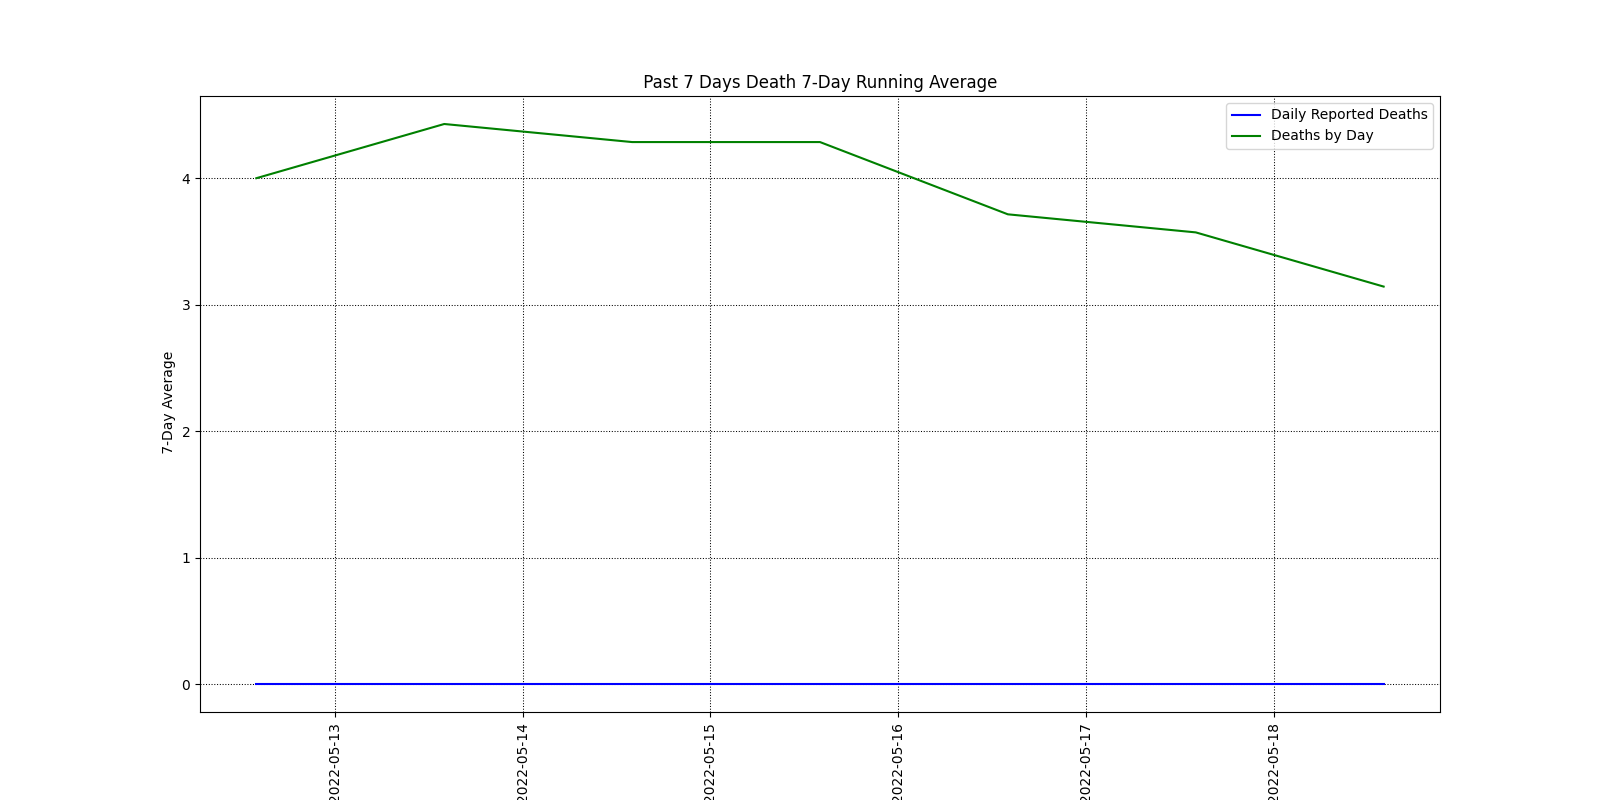 Past 7 Days Death 7-Day Running Average
Daily Reported Deaths
Deaths by Day
7-Day Average
4
3
2
1
0
2022-05-13
2022-05-14
2022-05-15
2022-05-16
2022-05-17
2022-05-18